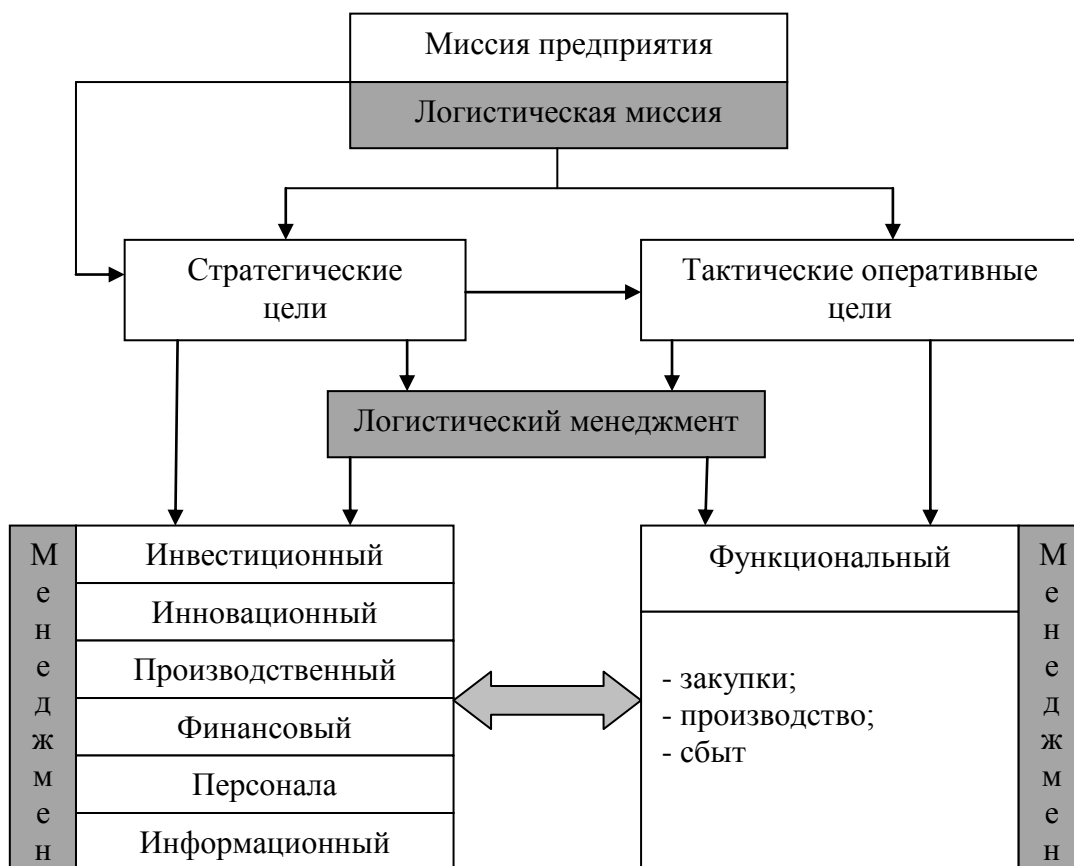 Миссия предприятия
Логистическая миссия
Стратегические
цели
Тактические оперативные
цели
Логистический менеджмент
М
е
н
е
д
ж
м
е
н
Инвестиционный
Инновационный
Производственный
Финансовый
Персонала
Информационный
Функциональный
- закупки;
- производство;
- сбыт
М
е
н
е
д
ж
м
е
н